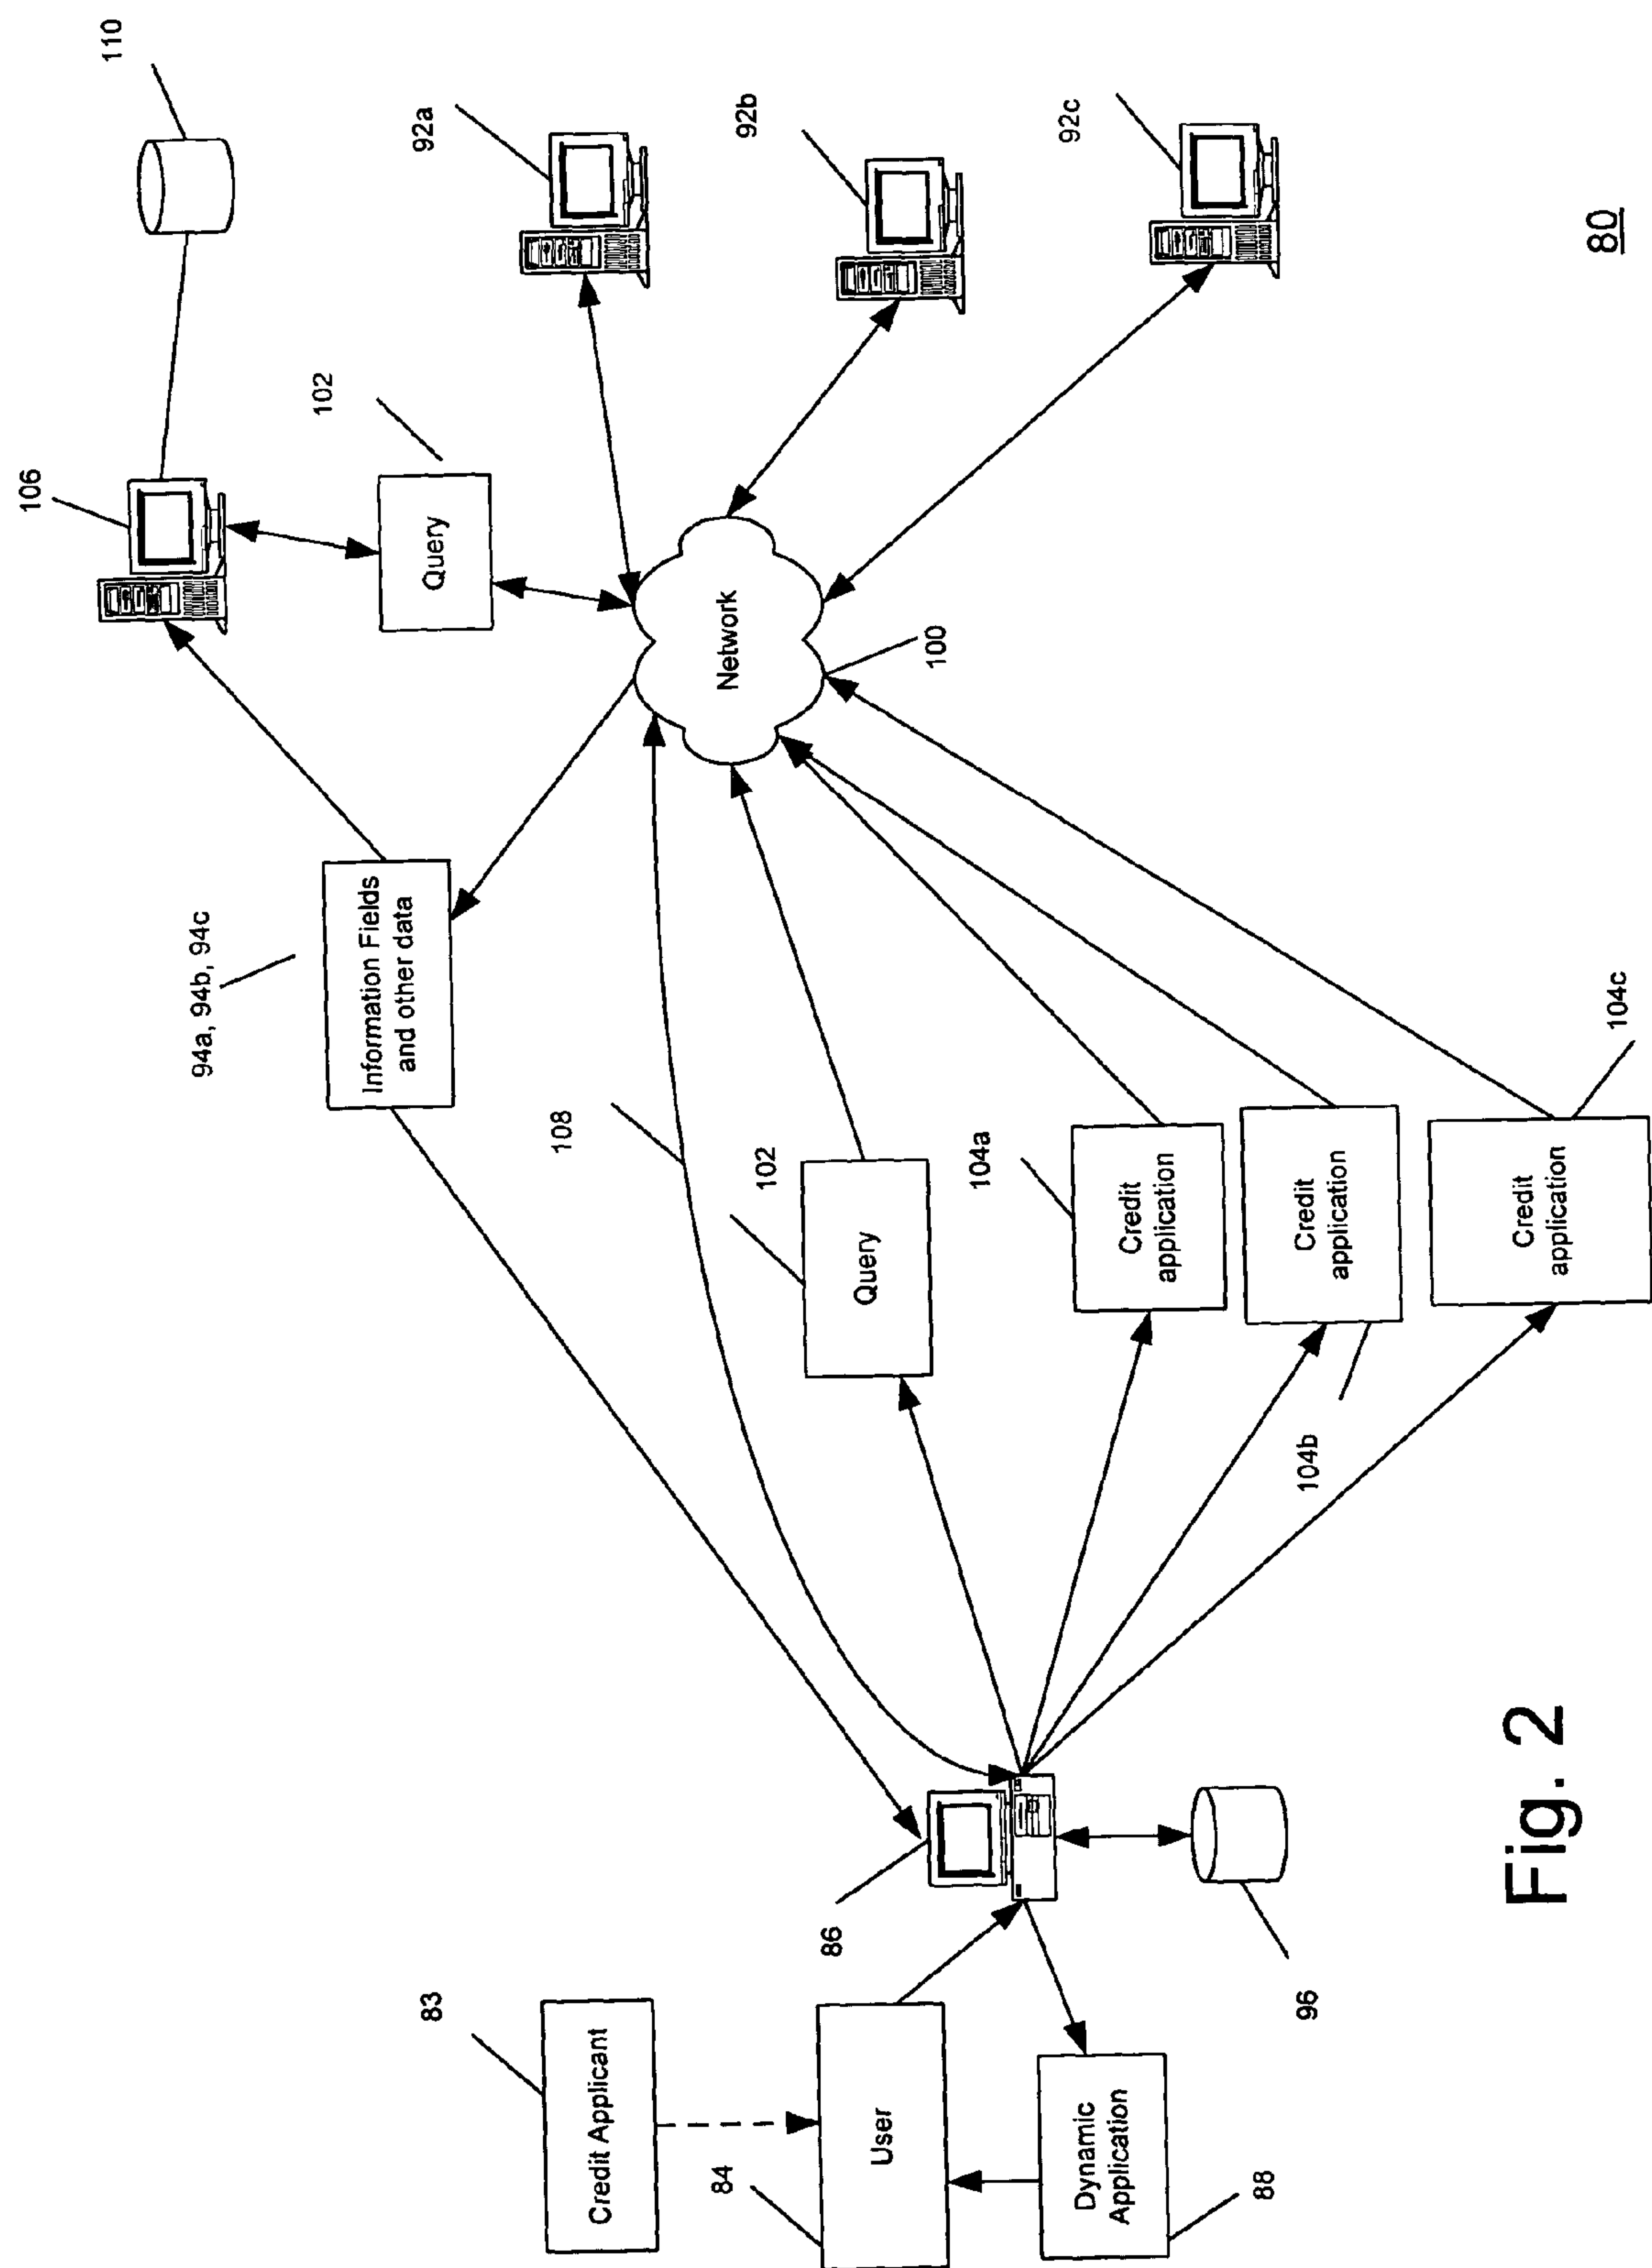 110
106
102
Query
92a
92b
92c
80
94a, 94b, 94c
Information Fields
and other data
Network
100
108
102
Query
104a
Credit
application
Credit
application
104b
104c
Credit
application
83
Credit Applicant
86
84
User
Dynamic
Application
88
96
Fig. 2